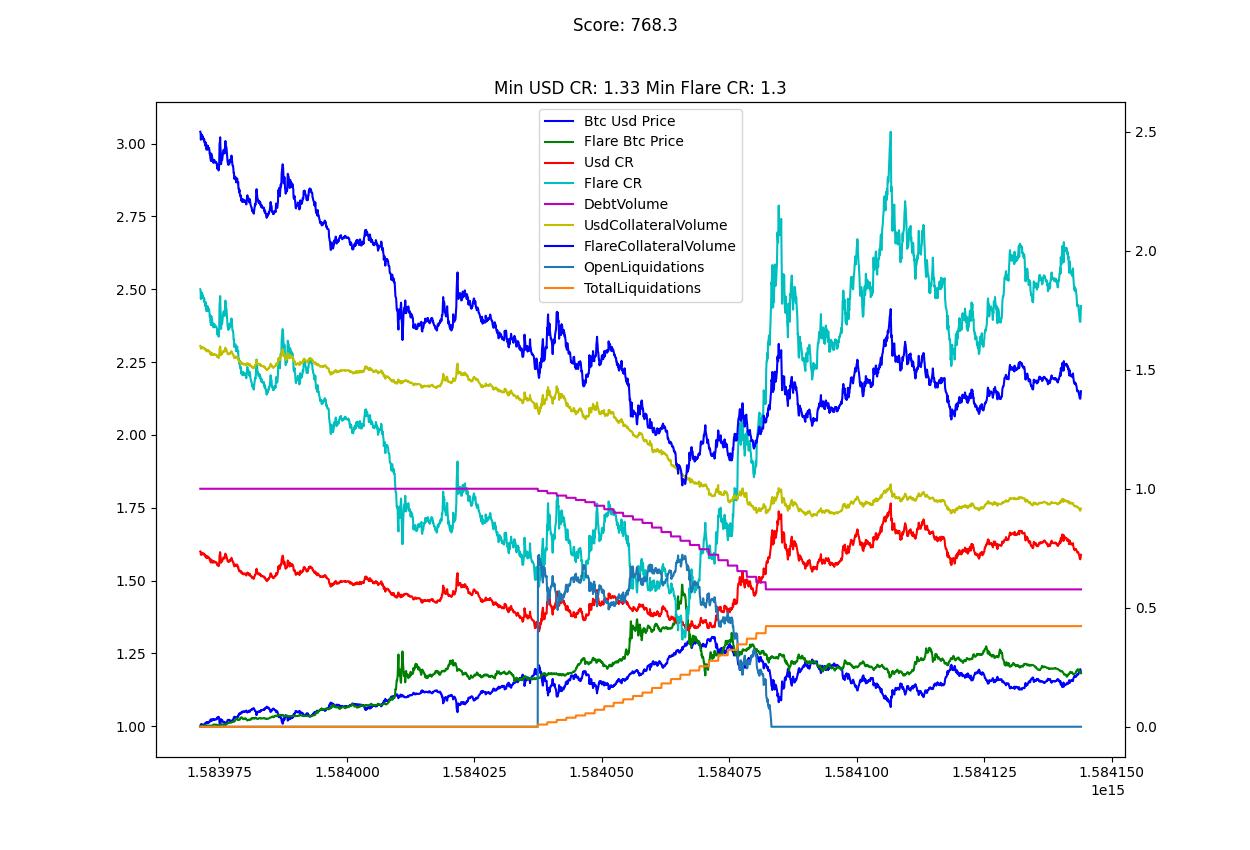 Score: 768.3
Min USD CR: 1.33 Min Flare CR: 1.3
Btc Usd Price
Flare Btc Price
Usd CR
Flare CR
DebtVolume
UsdCollateralVolume
FlareCollateralVolume
OpenLiquidations
TotalLiquidations
3.00
2.75
2.50
2.25
2.00
1.75
1.50
1.25
1.00
2.5
2.0
1.5
1.0
0.5
0.0
1.583975 1.584000 1.584025 1.584050 1.584075 1.584100 1.584125 1.584150
1e15